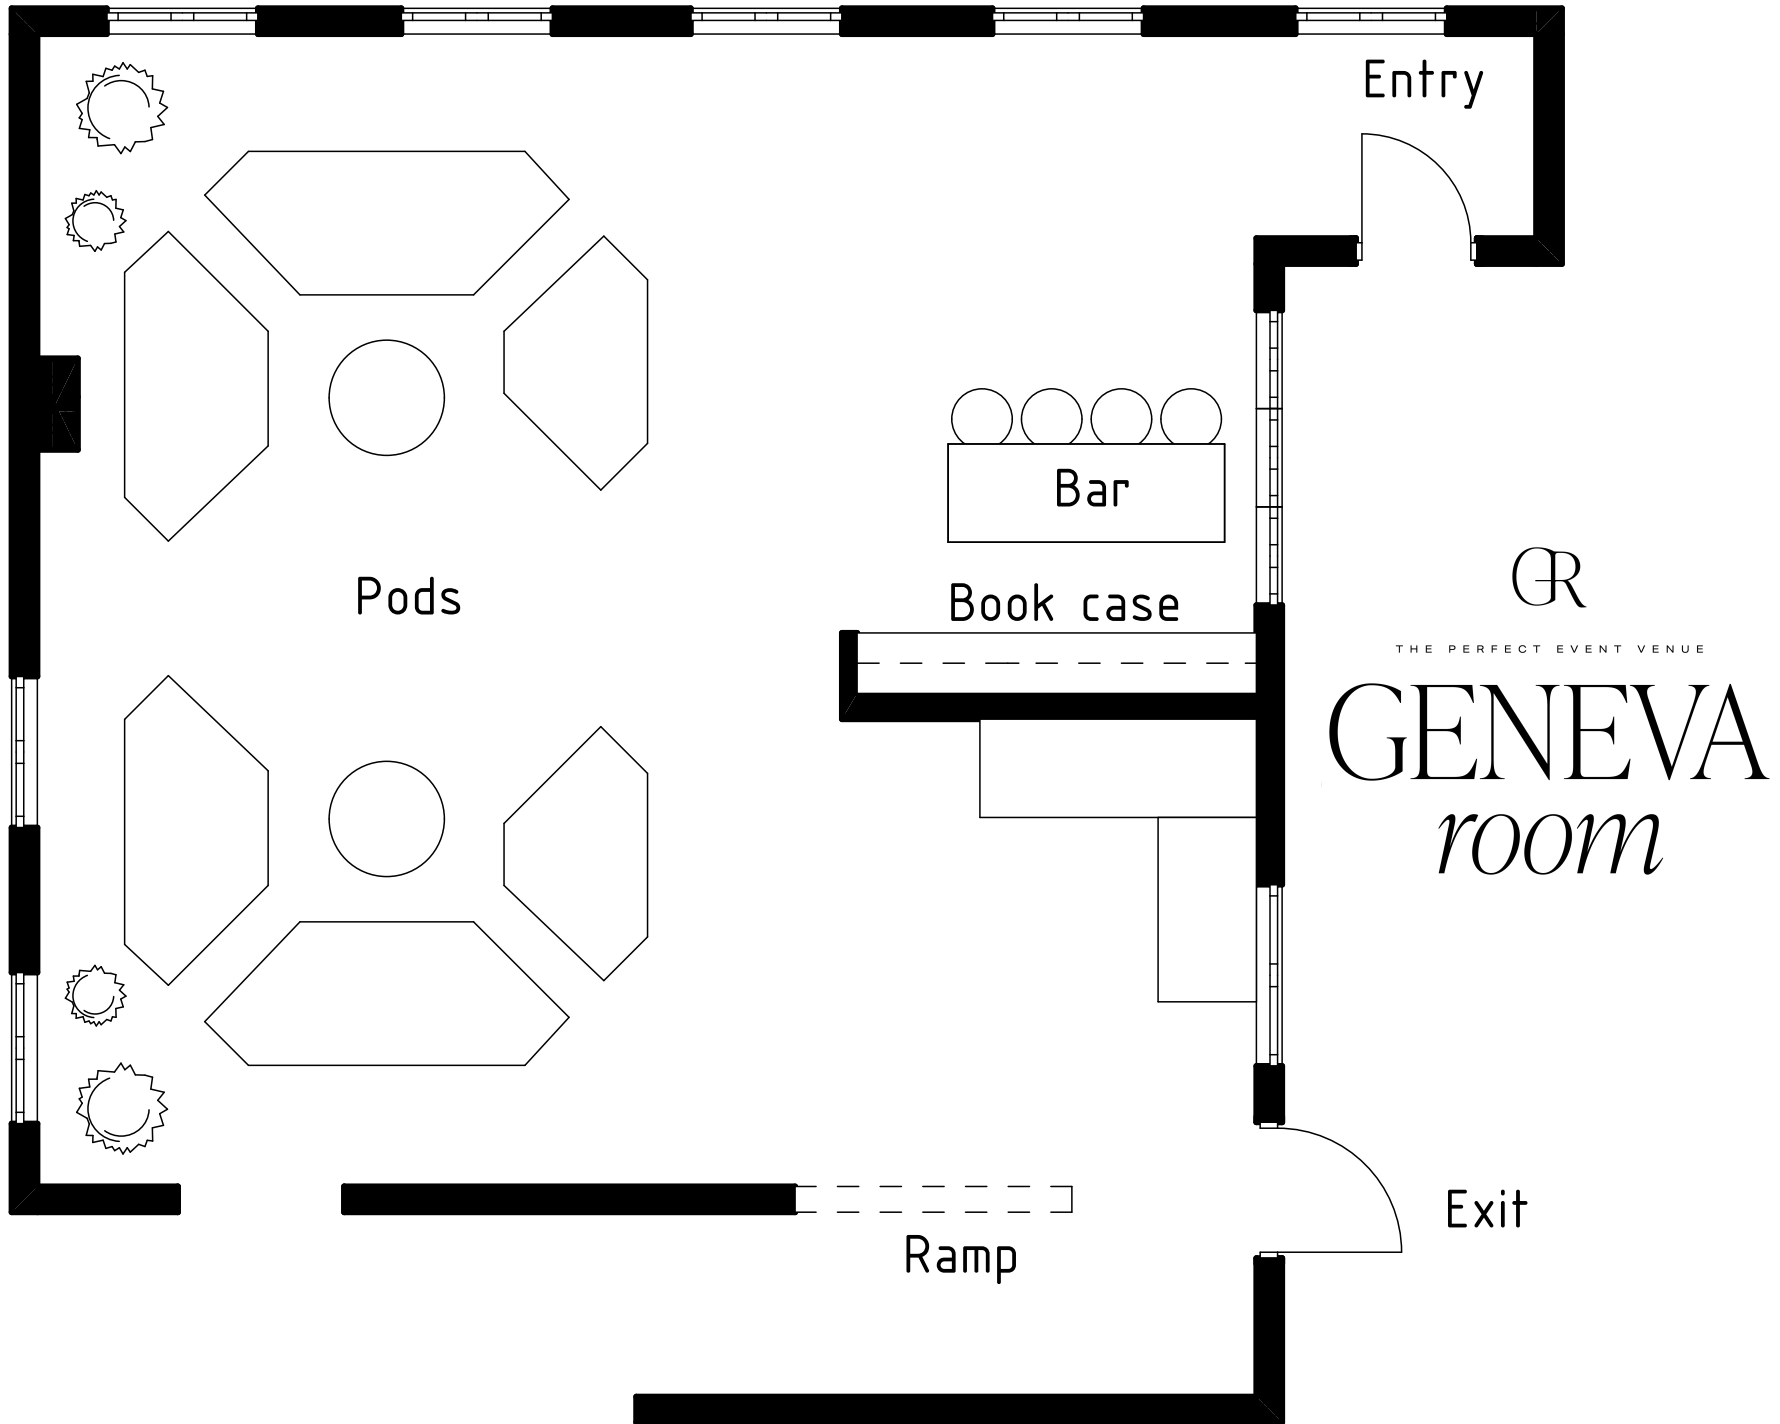 Entry
Bar
Book case
Pods
GR
THE PERFECT EVENT VENUE
GENEVA
room
Exit
Ramp